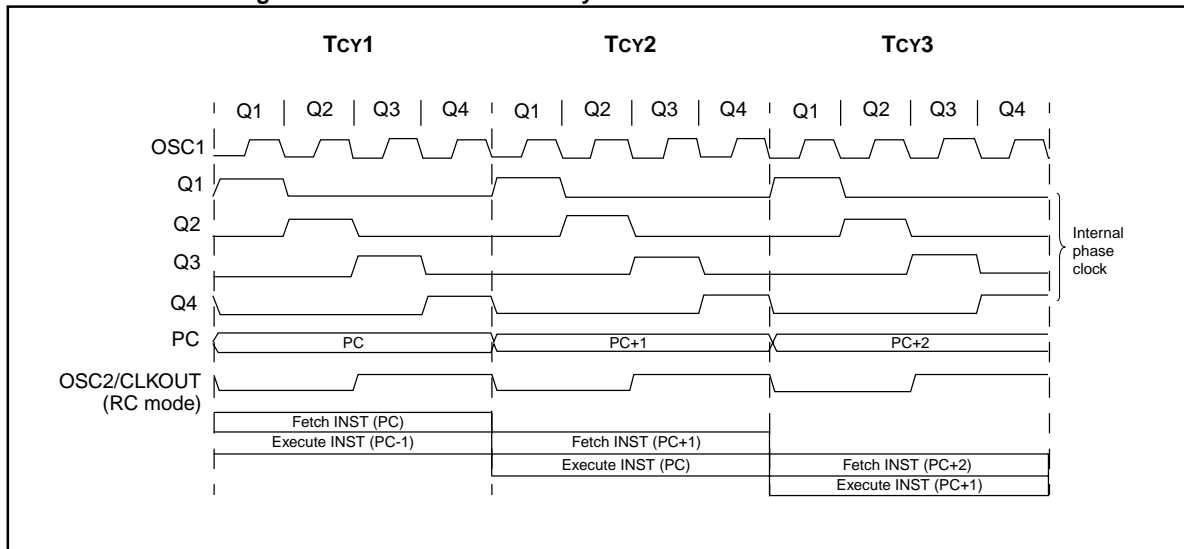 TCY1 TCY2 TCY3
Q1 Q2 Q3 Q4 Q1 Q2 Q3 Q4 Q1 Q2 Q3 Q4
OSC1
Q1
Q2
Q3
Q4
Internal
phase
clock
PC PC PC+1 PC+2
OSC2/CLKOUT
(RC mode)
Fetch INST (PC)
Execute INST (PC-1) Fetch INST (PC+1)
Execute INST (PC) Fetch INST (PC+2)
Execute INST (PC+1)